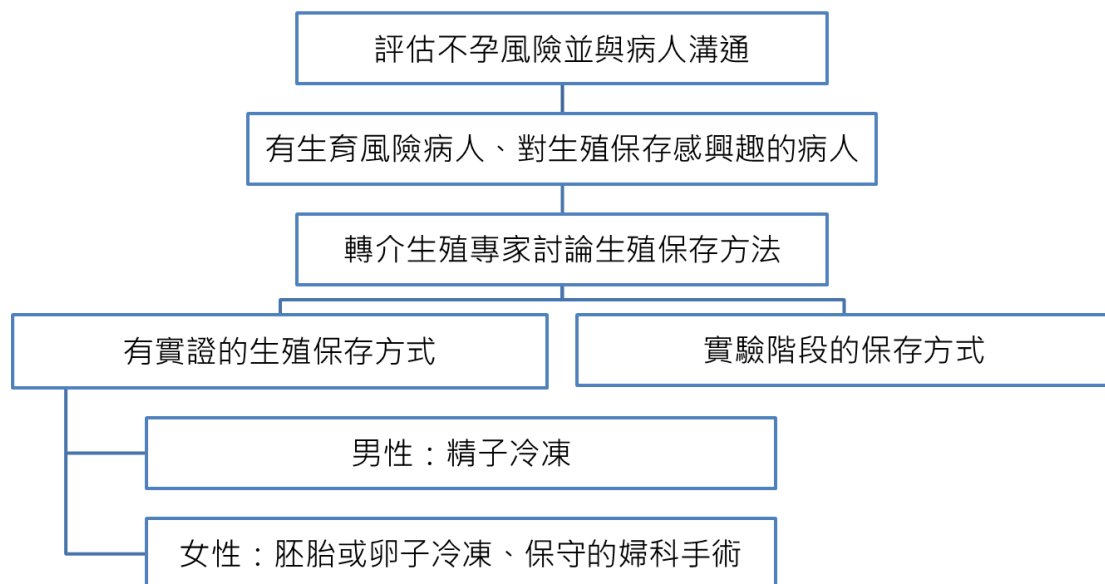 評估不孕風險並與病人溝通
有生育風險病人、對生殖保存感興趣的病人
轉介生殖專家討論生殖保存方法
有實證的生殖保存方式
實驗階段的保存方式
男性：精子冷凍
女性：胚胎或卵子冷凍、保守的婦科手術